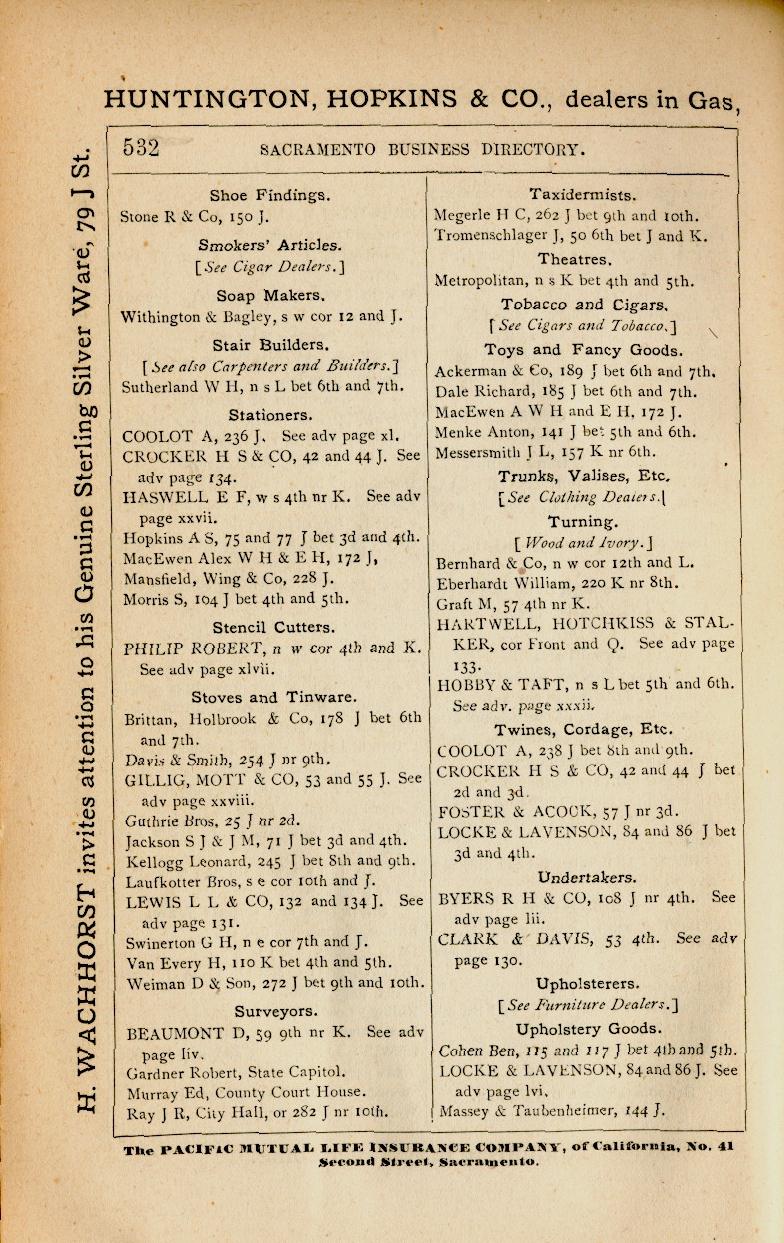 HUNTINGTON, HOPKINS & CO., dealers in Gas,
H. WACHHORST invites attention to his Genuine Sterling Silver Ware, 79 J St.
532 SACRAMENTO BUSINESS DIRECTORY.
Shoe Findings.
Stone R & Co, 150 J.
Smokers' Articles.
[See Cigar Dealers.]
Soap Makers.
Withington & Bagley, s w cor 12 and J.
Stair Builders.
[See also Carpenters and Builders.]
Sutherland W H, n s L bet 6th and 7th.
Stationers.
COOLOT A, 236 J. See adv page xl.
CROCKER H S & CO, 42 and 44 J. See
adv page 134.
HASWELL E F, w s 4th nr K. See adv
page xxvii.
Hopkins A S, 75 and 77 J bet 3d and 4th.
MacEwen Alex W H & E H, 172 J,
Mansfield, Wing & Co, 228 J.
Morris S, 104 J bet 4th and 5th.
Stencil Cutters.
PHILIP ROBERT, n w cor 4th and K.
See adv page xlvii.
Stoves and Tinware.
Brittan, Holbrook & Co, 178 J bet 6th
and 7th.
Davis & Smith, 254 J nr 9th.
GILLIG, MOTT & CO, 53 and 55 J. See
adv page xxviii.
Guthrie Bros, 25 J nr 2d.
Jackson S J & J M, 71 J bet 3d and 4th.
Kellogg Leonard, 245 J bet 8th and 9th.
Laufkotter Bros, s e cor 10th and J.
LEWIS L L & CO, 132 and 134 J. See
adv page 131.
Swinerton G H, n e cor 7th and J.
Van Every H, 110 K bet 4th and 5th.
Weiman D & Son, 272 J bet 9th and 10th.
Surveyors.
BEAUMONT D, 59 9th nr K. See adv
page liv.
Gardner Robert, State Capitol.
Murray Ed, County Court House.
Ray J R, City Hall, or 282 J nr 10th.
Taxidermists.
Megerle H C, 262 J bet 9th and 10th.
Tromenschlager J, 50 6th bet J and K.
Theatres.
Metropolitan, n s K bet 4th and 5th.
Tobacco and Cigars.
[See Cigars and Tobacco.]
Toys and Fancy Goods.
Ackerman & Co, 189 J bet 6th and 7th.
Dale Richard, 185 J bet 6th and 7th.
MacEwen A W H and E H, 172 J.
Menke Anton, 141 J bet 5th and 6th.
Messersmith J L, 157 K nr 6th.
Trunks, Valises, Etc.
[See Clothing Dealers.]
Turning.
[Wood and Ivory.]
Bernhard & Co, n w cor 12th and L.
Eberhardt William, 220 K nr 8th.
Graft M, 57 4th nr K.
HARTWELL, HOTCHKISS & STAL-
KER, cor Front and Q. See adv page
133.
HOBBY & TAFT, n s L bet 5th and 6th.
See adv. page xxxii.
Twines, Cordage, Etc.
COOLOT A, 238 J bet 8th and 9th.
CROCKER H S & CO, 42 and 44 J bet
2d and 3d.
FOSTER & ACOCK, 57 J nr 3d.
LOCKE & LAVENSON, 84 and 86 J bet
3d and 4th.
Undertakers.
BYERS R H & CO, 108 J nr 4th. See
adv page lii.
CLARK & DAVIS, 53 4th. See adv
page 130.
Upholsterers.
[See Furniture Dealers.]
Upholstery Goods.
Cohen Ben, 115 and 117 J bet 4th and 5th.
LOCKE & LAVENSON, 84 and 86 J. See
adv page lvi.
Massey & Taubenheimer, 144 J.
The PACIFIC MUTUAL LIFE INSURANCE COMPANY, of California, No. 41
Second Street, Sacramento.